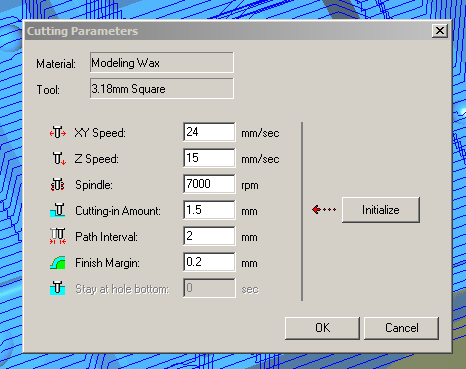 Cutting Parameters
Material: Modeling Wax
Tool: 3.18mm Square
XY Speed: 24 mm/sec
Z Speed: 15 mm/sec
Spindle: 7000 rpm
Cutting-in Amount: 1.5 mm
Initialize
Path Interval: 2 mm
Finish Margin: 0.2 mm
Stay at hole bottom: 0 sec
OK Cancel